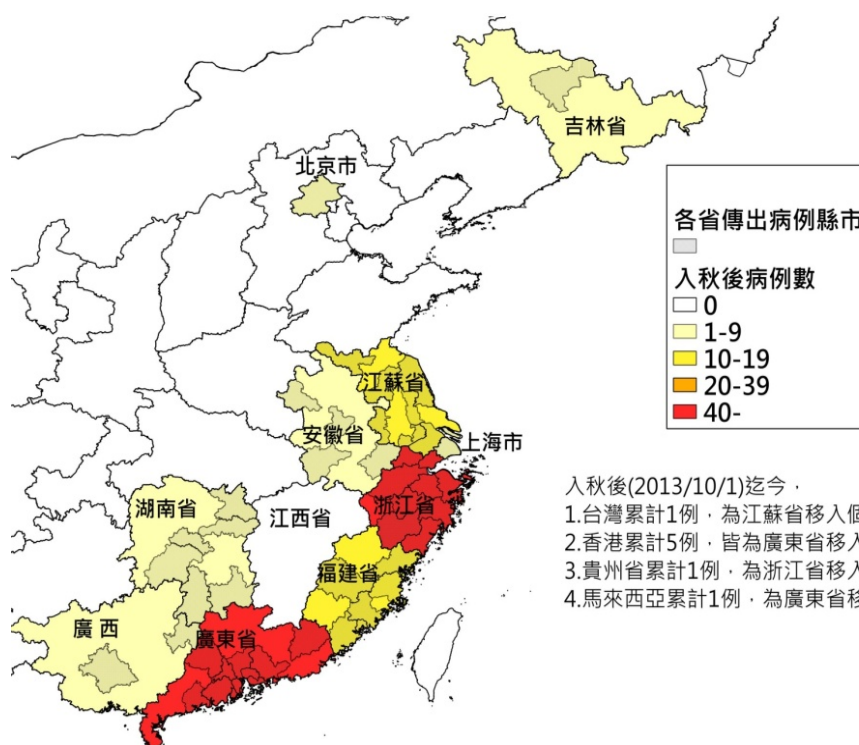 吉林省
北京市
各省傳出病例縣市
入秋後病例數
0
1-9
10-19
20-39
40-
江蘇省
安徽省
上海市
湖南省
江西省
浙江省
福建省
廣西
廣東省
入秋後(2013/10/1)迄今，
1.台灣累計1例，為江蘇省移入個
2.香港累計5例，皆為廣東省移入
3.貴州省累計1例，為浙江省移入
4.馬來西亞累計1例，為廣東省移